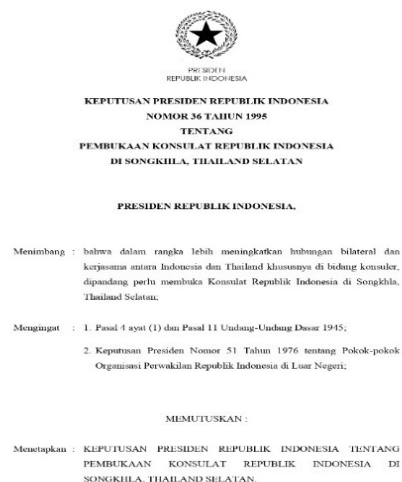 PRESIDEN
REPUBLIK INDONESIA
KEPUTUSAN PRESIDEN REPUBLIK INDONESIA
NOMOR 36 TAHUN 1995
TENTANG
PEMBUKAAN KONSULAT REPUBLIK INDONESIA
DI SONGKHLA, THAILAND SELATAN
PRESIDEN REPUBLIK INDONESIA,
Menimbang : bahwa dalam rangka lebih meningkatkan hubungan bilateral dan
kerjasama antara Indonesia dan Thailand khususnya di bidang konsuler,
dipandang perlu membuka Konsulat Republik Indonesia di Songkhla,
Thailand Selatan;
Mengingat : 1. Pasal 4 ayat (1) dan Pasal 11 Undang-Undang Dasar 1945;
2. Keputusan Presiden Nomor 51 Tahun 1976 tentang Pokok-pokok
Organisasi Perwakilan Republik Indonesia di Luar Negeri;
MEMUTUSKAN :
Menetapkan : KEPUTUSAN PRESIDEN REPUBLIK INDONESIA TENTANG
PEMBUKAAN KONSULAT REPUBLIK INDONESIA DI
SONGKHLA, THAILAND SELATAN.